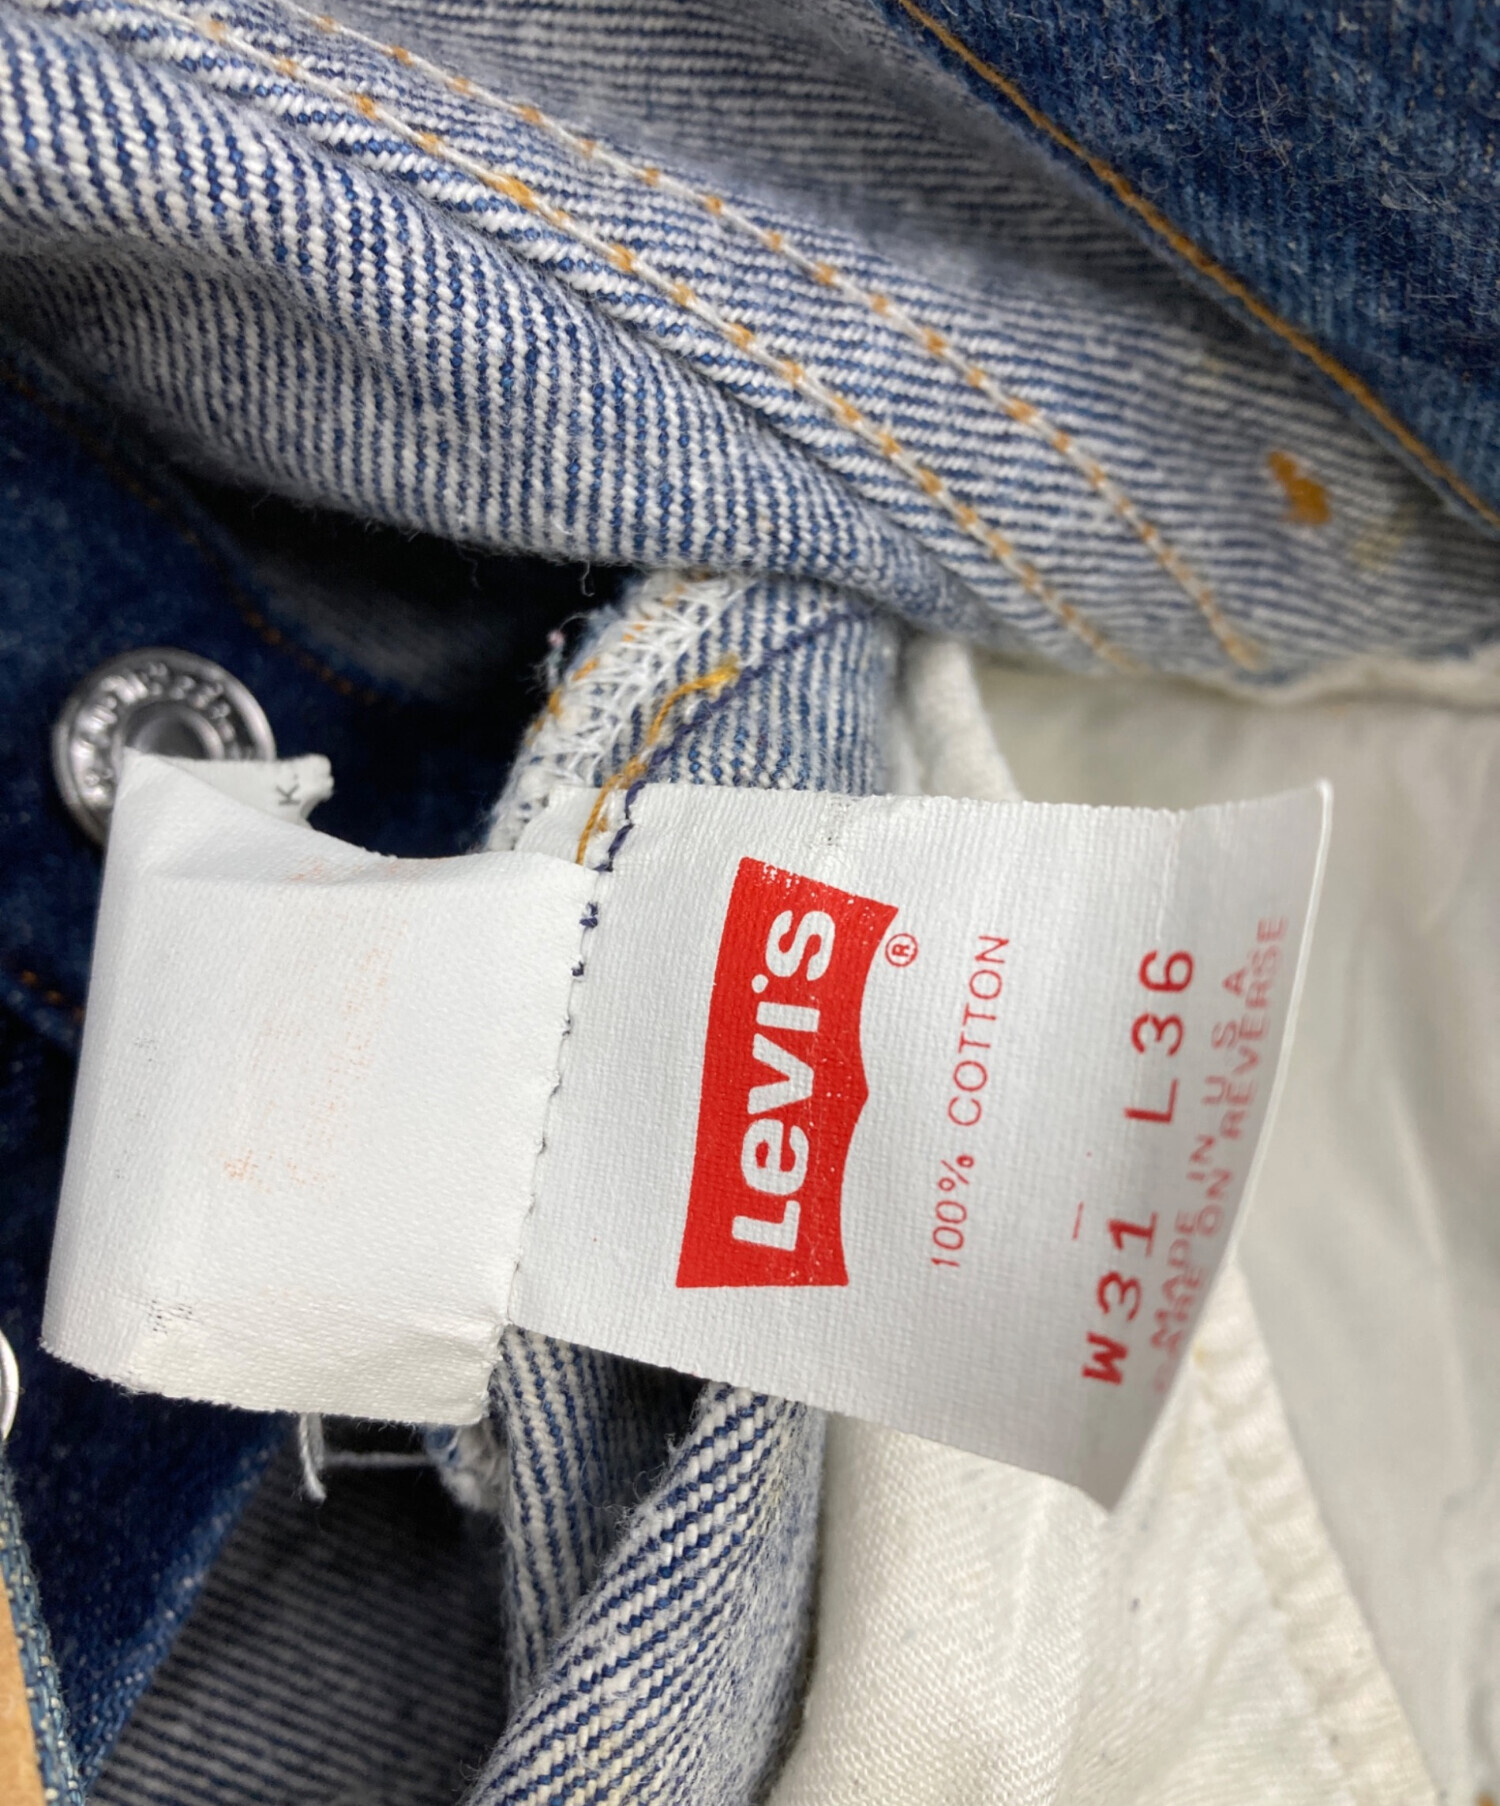 Levi's®
100% COTTON
W31 L36
MADE IN U S A
CARE ON REVERSE
K